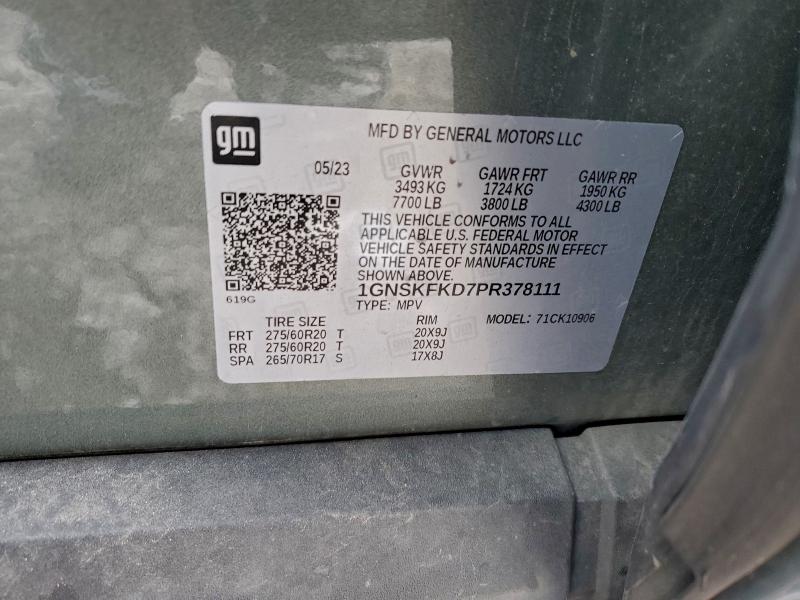 gm
MFD BY GENERAL MOTORS LLC
05/23 GVWR GAWR FRT GAWR RR
3493 KG 1724 KG 1950 KG
7700 LB 3800 LB 4300 LB
THIS VEHICLE CONFORMS TO ALL
APPLICABLE U.S. FEDERAL MOTOR
VEHICLE SAFETY STANDARDS IN EFFECT
ON THE DATE OF MANUFACTURE
SHOWN ABOVE.
619G
1GNSKFKD7PR378111
TYPE: MPV MODEL: 71CK10906
TIRE SIZE RIM
FRT 275/60R20 T 20X9J
RR 275/60R20 T 20X9J
SPA 265/70R17 S 17X8J